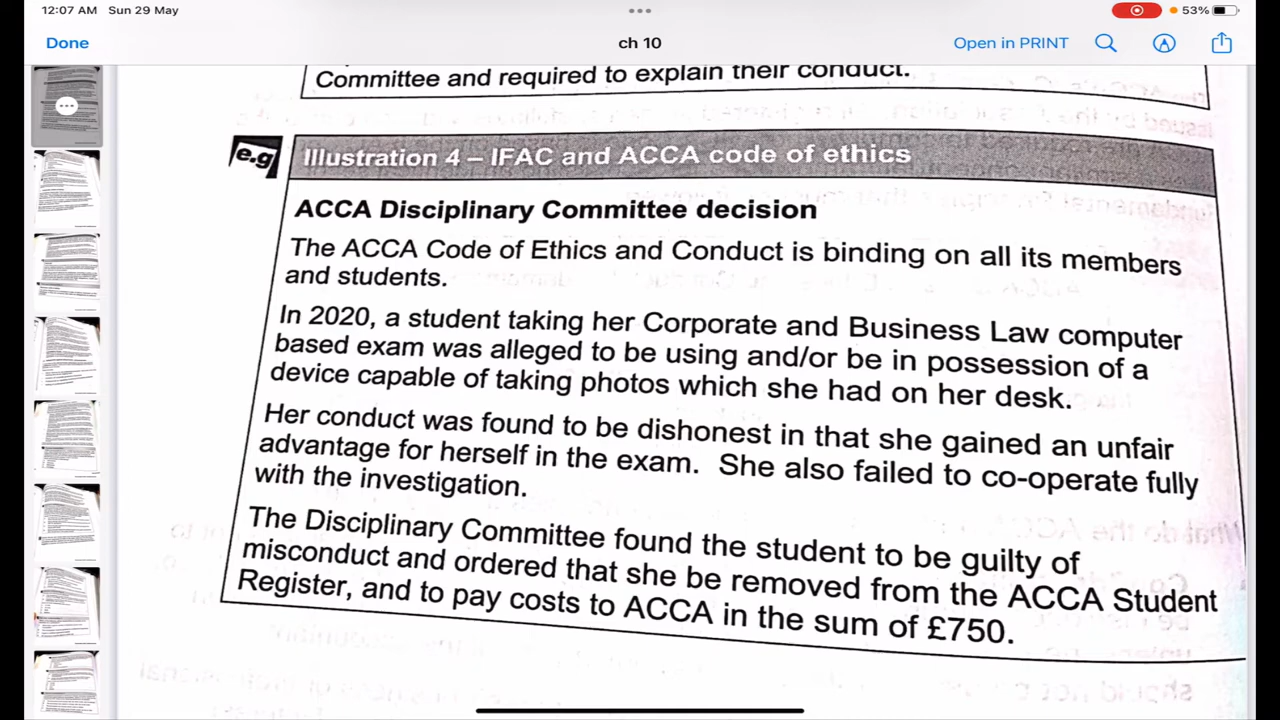 12:07 AM Sun 29 May
53%
Done
ch 10
Open in PRINT
Committee and required to explain their conduct.
e.g
Illustration 4 – IFAC and ACCA code of ethics
ACCA Disciplinary Committee decision
The ACCA Code of Ethics and Conduct is binding on all its members
and students.
In 2020, a student taking her Corporate and Business Law computer
based exam was alleged to be using and/or be in possession of a
device capable of taking photos which she had on her desk.
Her conduct was found to be dishonest in that she gained an unfair
advantage for herself in the exam. She also failed to co-operate fully
with the investigation.
The Disciplinary Committee found the student to be guilty of
misconduct and ordered that she be removed from the ACCA Student
Register, and to pay costs to ACCA in the sum of £750.